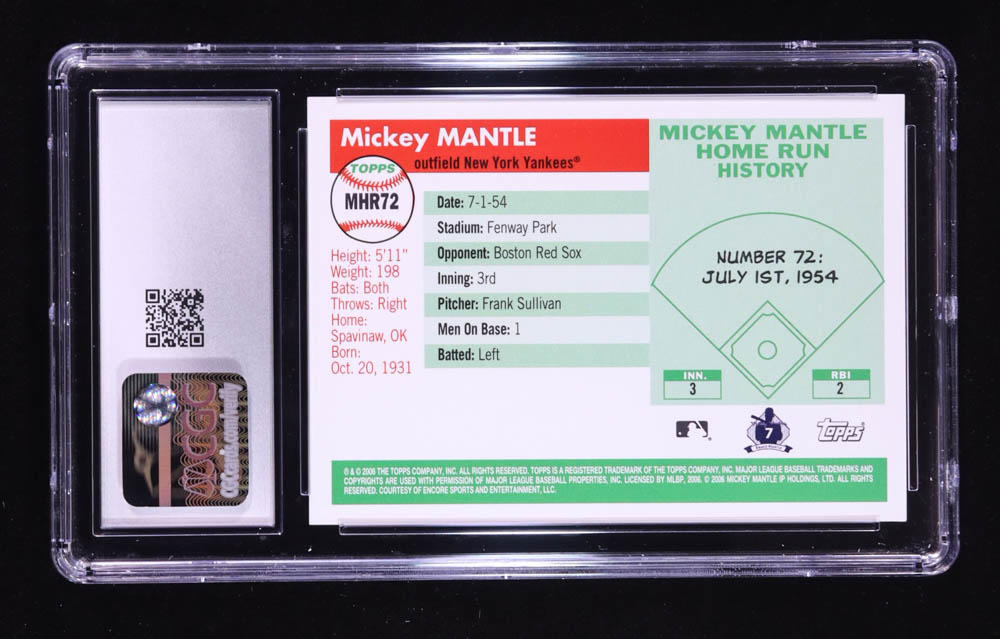 Mickey MANTLE
outfield New York Yankees®
TOPPS
MHR72
Height: 5'11"
Weight: 198
Bats: Both
Throws: Right
Home:
Spavinaw, OK
Born:
Oct. 20, 1931
Date: 7-1-54
Stadium: Fenway Park
Opponent: Boston Red Sox
Inning: 3rd
Pitcher: Frank Sullivan
Men On Base: 1
Batted: Left
MICKEY MANTLE
HOME RUN
HISTORY
NUMBER 72:
JULY 1ST, 1954
INN.
3
RBI
2
7
Topps
® & © 2006 THE TOPPS COMPANY, INC. ALL RIGHTS RESERVED. TOPPS IS A REGISTERED TRADEMARK OF THE TOPPS COMPANY, INC. MAJOR LEAGUE BASEBALL TRADEMARKS AND
COPYRIGHTS ARE USED WITH PERMISSION OF MAJOR LEAGUE BASEBALL PROPERTIES, INC. LICENSED BY MLBP, 2006. © 2006 MICKEY MANTLE IP HOLDINGS, LTD. ALL RIGHTS
RESERVED. COURTESY OF ENCORE SPORTS AND ENTERTAINMENT, LLC.
CGC